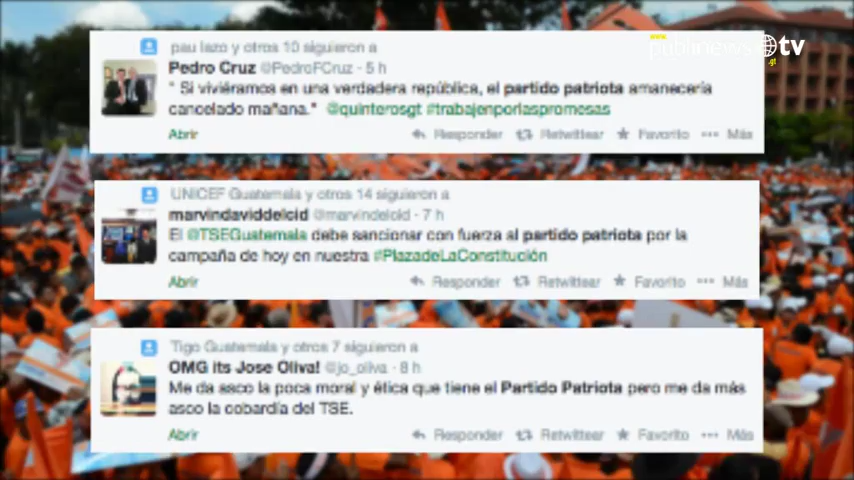 publinews tv
.gt
pau lazo y otros 10 siguieron a
Pedro Cruz @PedroFCruz - 5 h
" Si viviéramos en una verdadera república, el partido patriota amanecería
cancelado mañana." @quinterosgt #trabajenporlaspromesas
Abrir Responder Retwittear Favorito Más
UNICEF Guatemala y otros 14 siguieron a
marvindaviddelcid @marvindelcid - 7 h
El @TSEGuatemala debe sancionar con fuerza al partido patriota por la
campaña de hoy en nuestra #PlazadeLaConstitución
Abrir Responder Retwittear Favorito Más
Tigo Guatemala y otros 7 siguieron a
OMG its Jose Oliva! @jo_oliva - 8 h
Me da asco la poca moral y ética que tiene el Partido Patriota pero me da más
asco la cobardía del TSE.
Abrir Responder Retwittear Favorito Más